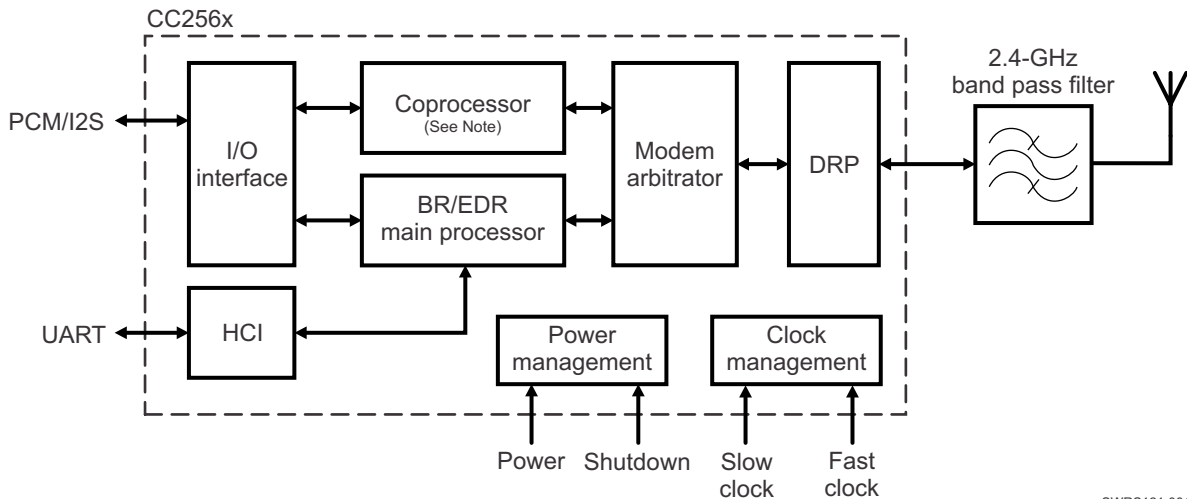 CC256x
2.4-GHz
band pass filter
PCM/I2S
I/O
interface
Coprocessor
(See Note)
Modem
arbitrator
DRP
BR/EDR
main processor
UART
HCI
Power
management
Clock
management
Power
Shutdown
Slow
clock
Fast
clock